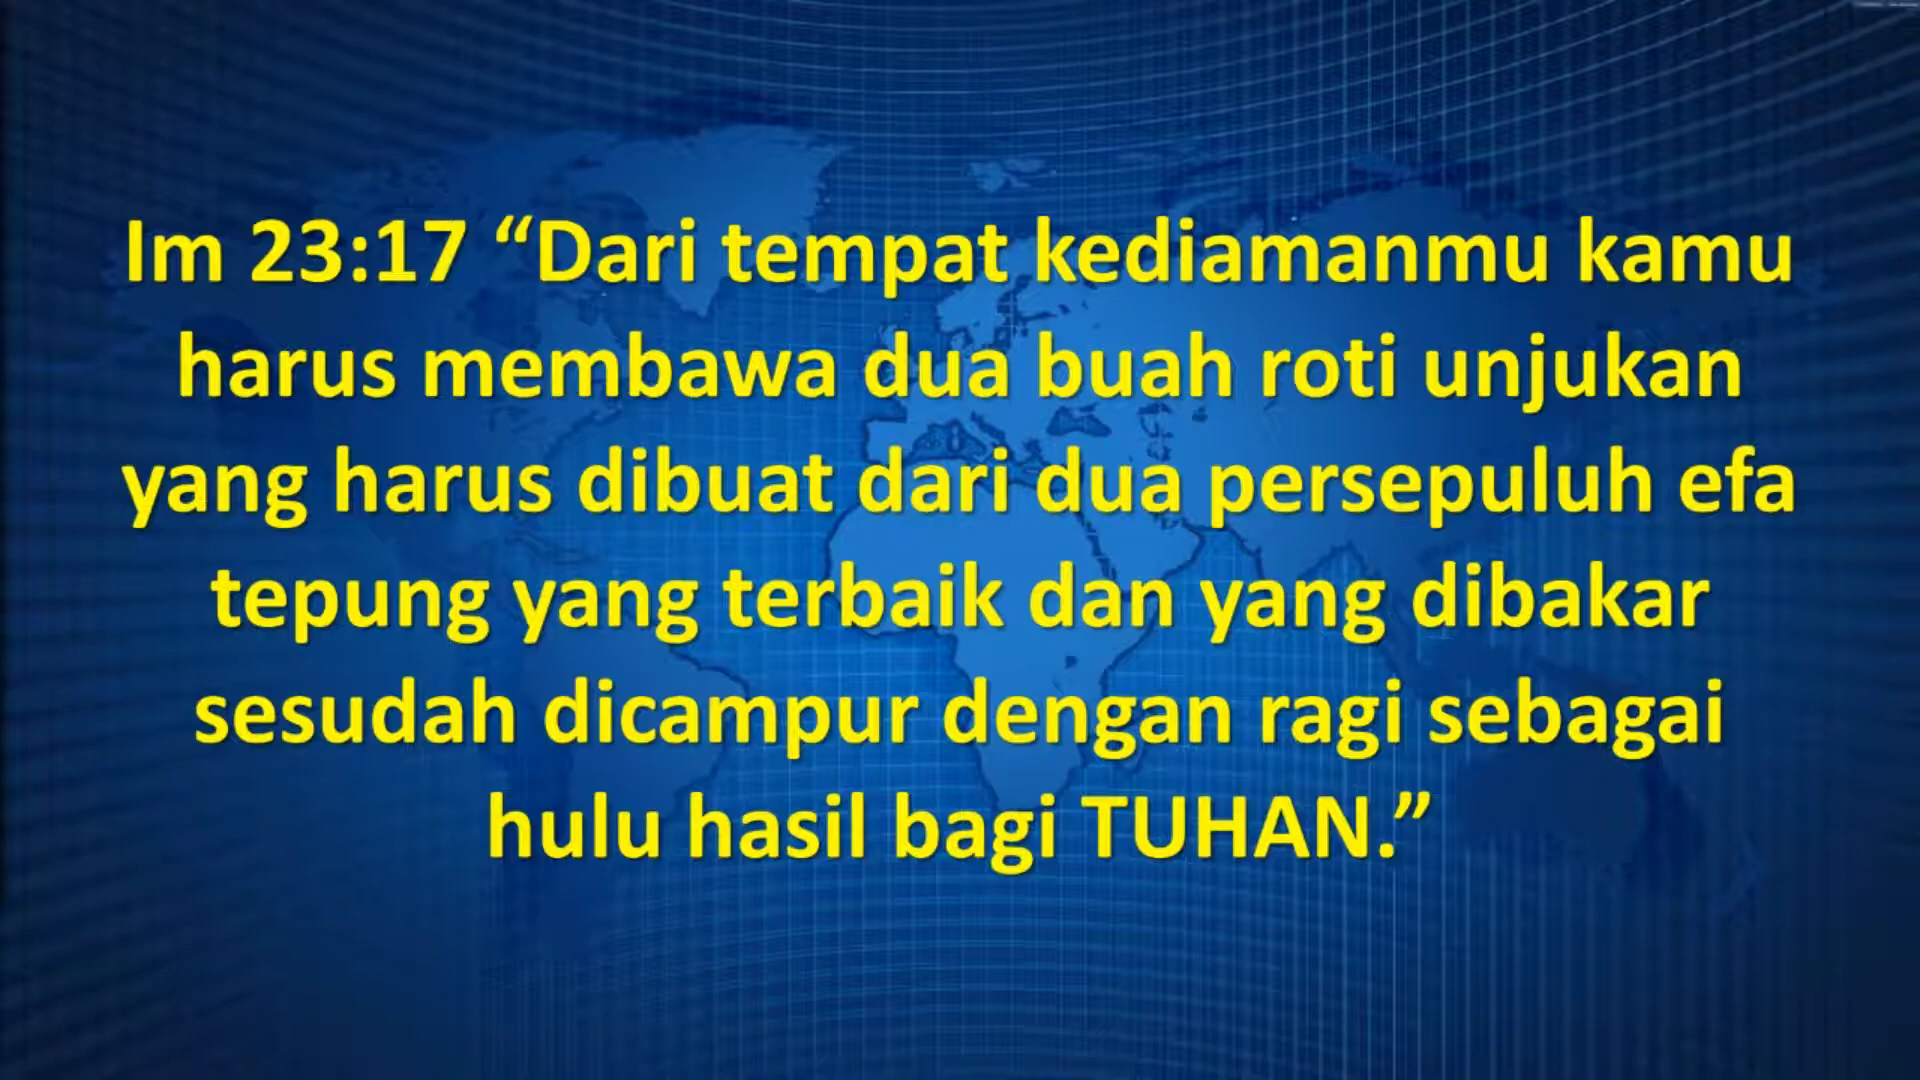 Im 23:17 “Dari tempat kediamanmu kamu
harus membawa dua buah roti unjukan
yang harus dibuat dari dua persepuluh efa
tepung yang terbaik dan yang dibakar
sesudah dicampur dengan ragi sebagai
hulu hasil bagi TUHAN.”